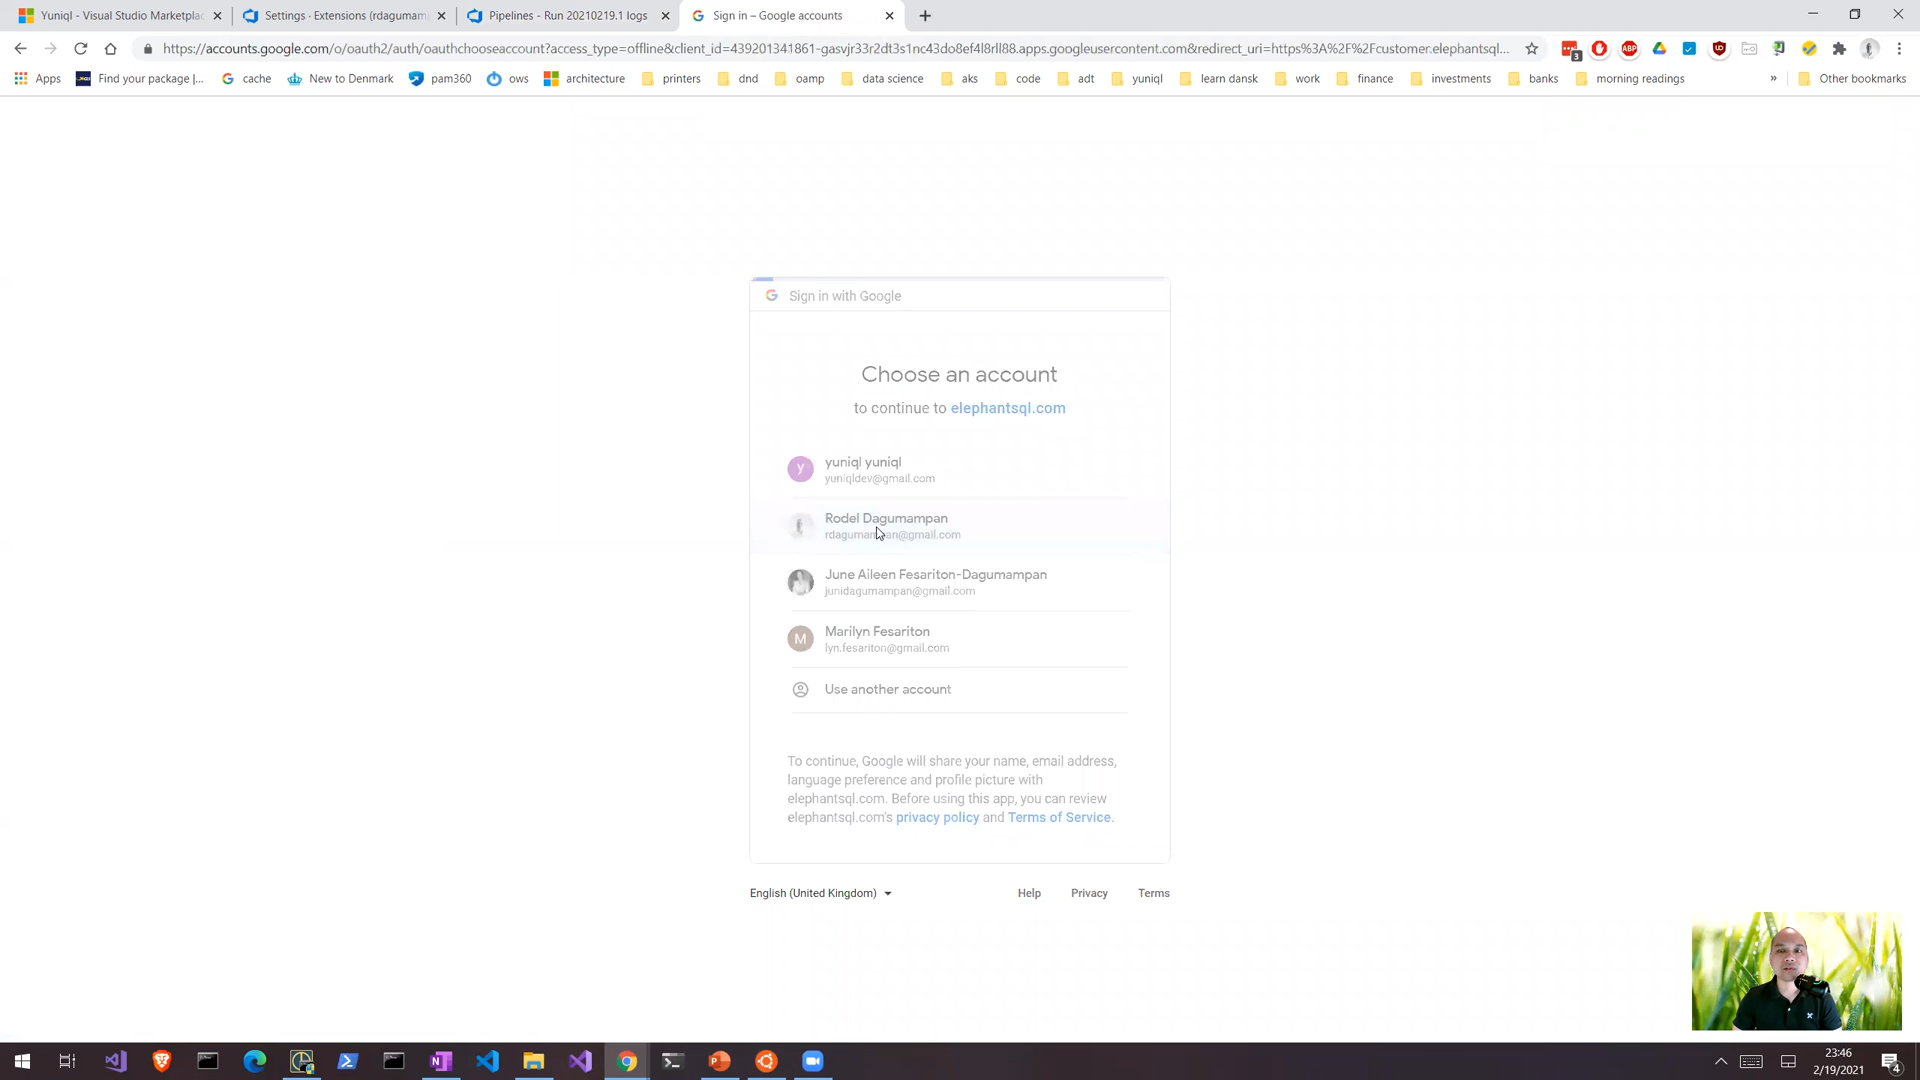 Yuniql - Visual Studio Marketplac
Settings · Extensions (rdagumam
Pipelines - Run 20210219.1 logs
Sign in – Google accounts
https://accounts.google.com/o/oauth2/auth/oauthchooseaccount?access_type=offline&client_id=439201341861-gasvjr33r2dt3s1nc43do8ef4l8rll88.apps.googleusercontent.com&redirect_uri=https%3A%2F%2Fcustomer.elephantsql...
3
ABP
Apps
Find your package |...
cache
New to Denmark
pam360
ows
architecture
printers
dnd
oamp
data science
aks
code
adt
yuniql
learn dansk
work
finance
investments
banks
morning readings
»
Other bookmarks
Sign in with Google
Choose an account
to continue to elephantsql.com
Y
yuniql yuniql
yuniqldev@gmail.com
Rodel Dagumampan
rdagumampan@gmail.com
June Aileen Fesariton-Dagumampan
junidagumampan@gmail.com
M
Marilyn Fesariton
lyn.fesariton@gmail.com
Use another account
To continue, Google will share your name, email address,
language preference and profile picture with
elephantsql.com. Before using this app, you can review
elephantsql.com's privacy policy and Terms of Service.
English (United Kingdom)
Help
Privacy
Terms
23:46
2/19/2021
4